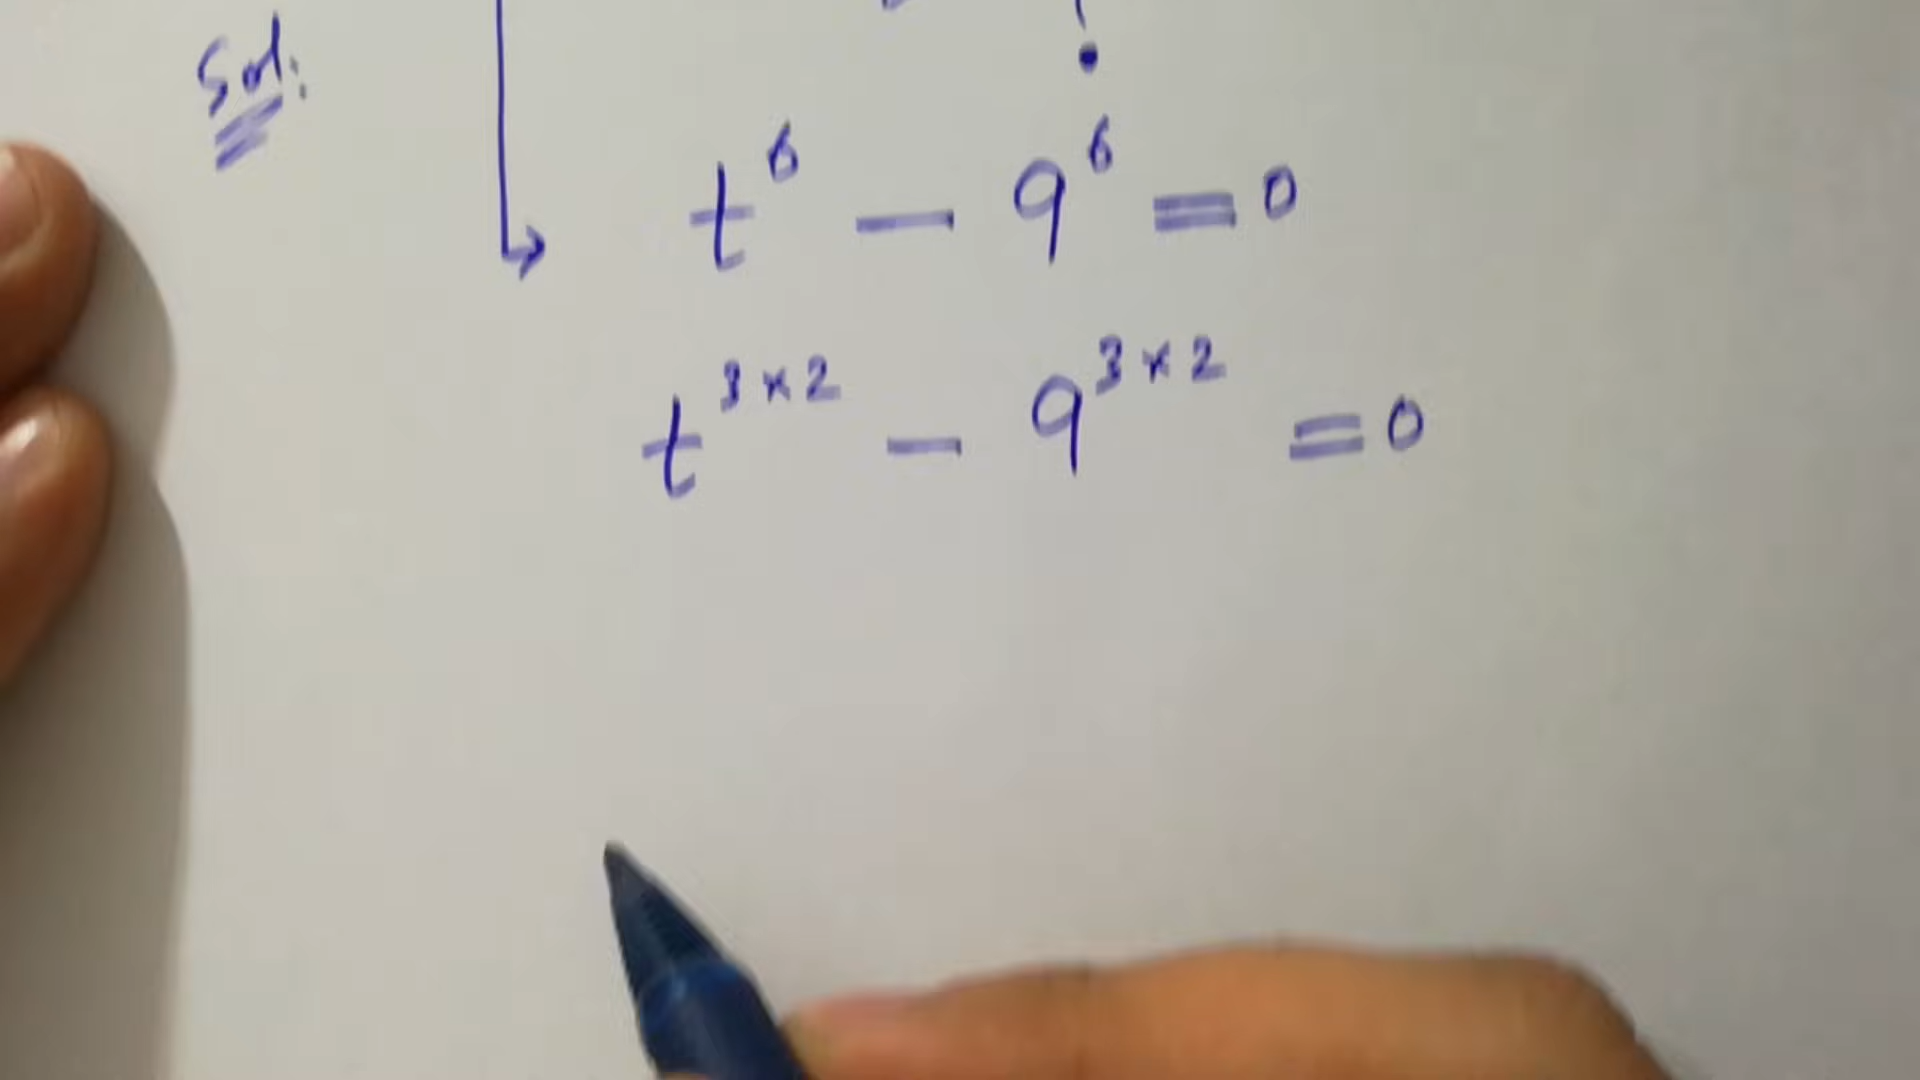 Sol:
t⁶ — 9⁶ = 0
t³ˣ² — 9³ˣ² = 0